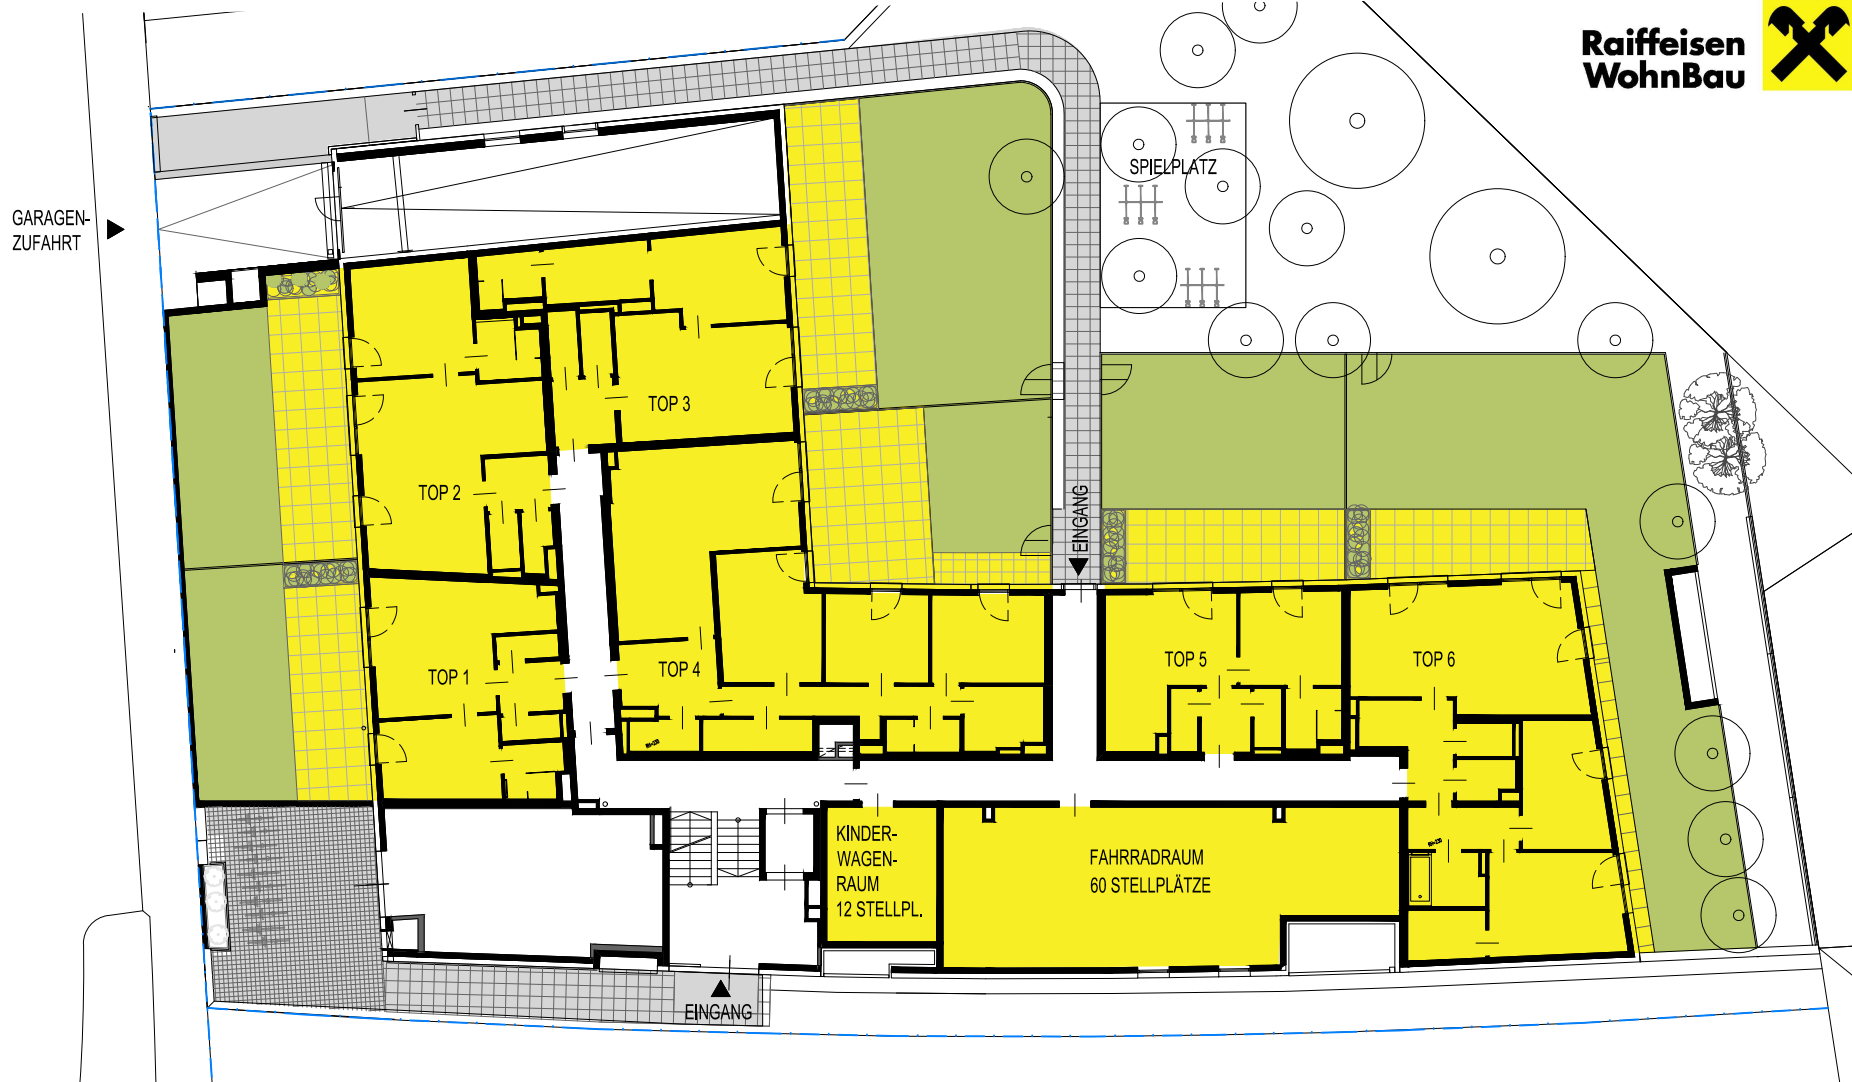 Raiffeisen
WohnBau
SPIELPLATZ
GARAGEN-
ZUFAHRT
TOP 3
TOP 2
EINGANG
TOP 1
TOP 4
TOP 5
TOP 6
KINDER-
WAGEN-
RAUM
12 STELLPL.
FAHRRADRAUM
60 STELLPLÄTZE
EINGANG